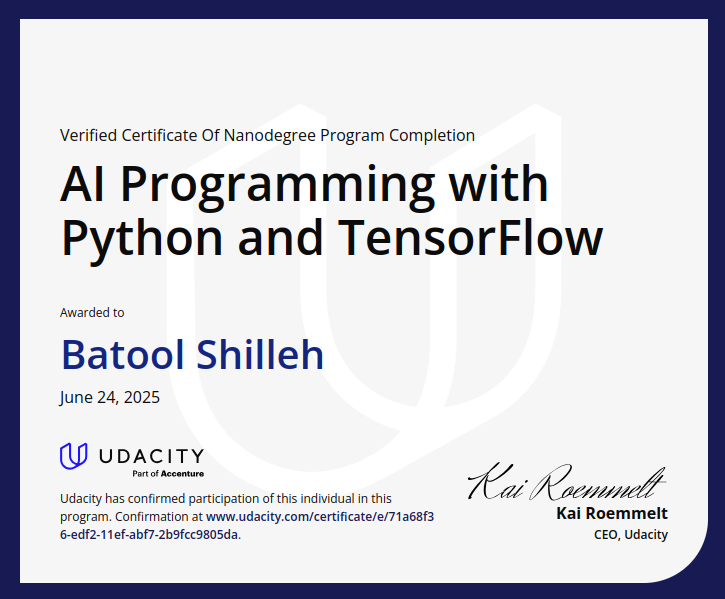 Verified Certificate Of Nanodegree Program Completion
AI Programming with
Python and TensorFlow
Awarded to
Batool Shilleh
June 24, 2025
UDACITY
Part of Accenture
Udacity has confirmed participation of this individual in this
program. Confirmation at www.udacity.com/certificate/e/71a68f3
6-edf2-11ef-abf7-2b9fcc9805da.
Kai Roemmelt
Kai Roemmelt
CEO, Udacity